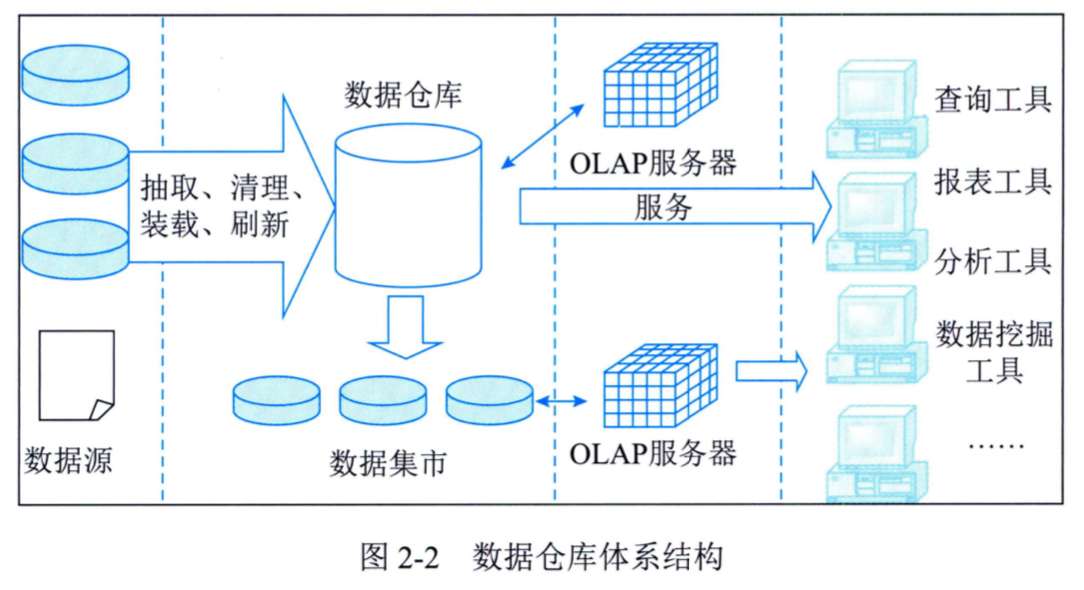 数据仓库
抽取、清理、
装载、刷新
数据源
数据集市
OLAP服务器
服务
OLAP服务器
查询工具
报表工具
分析工具
数据挖掘
工具
……
图 2-2 数据仓库体系结构